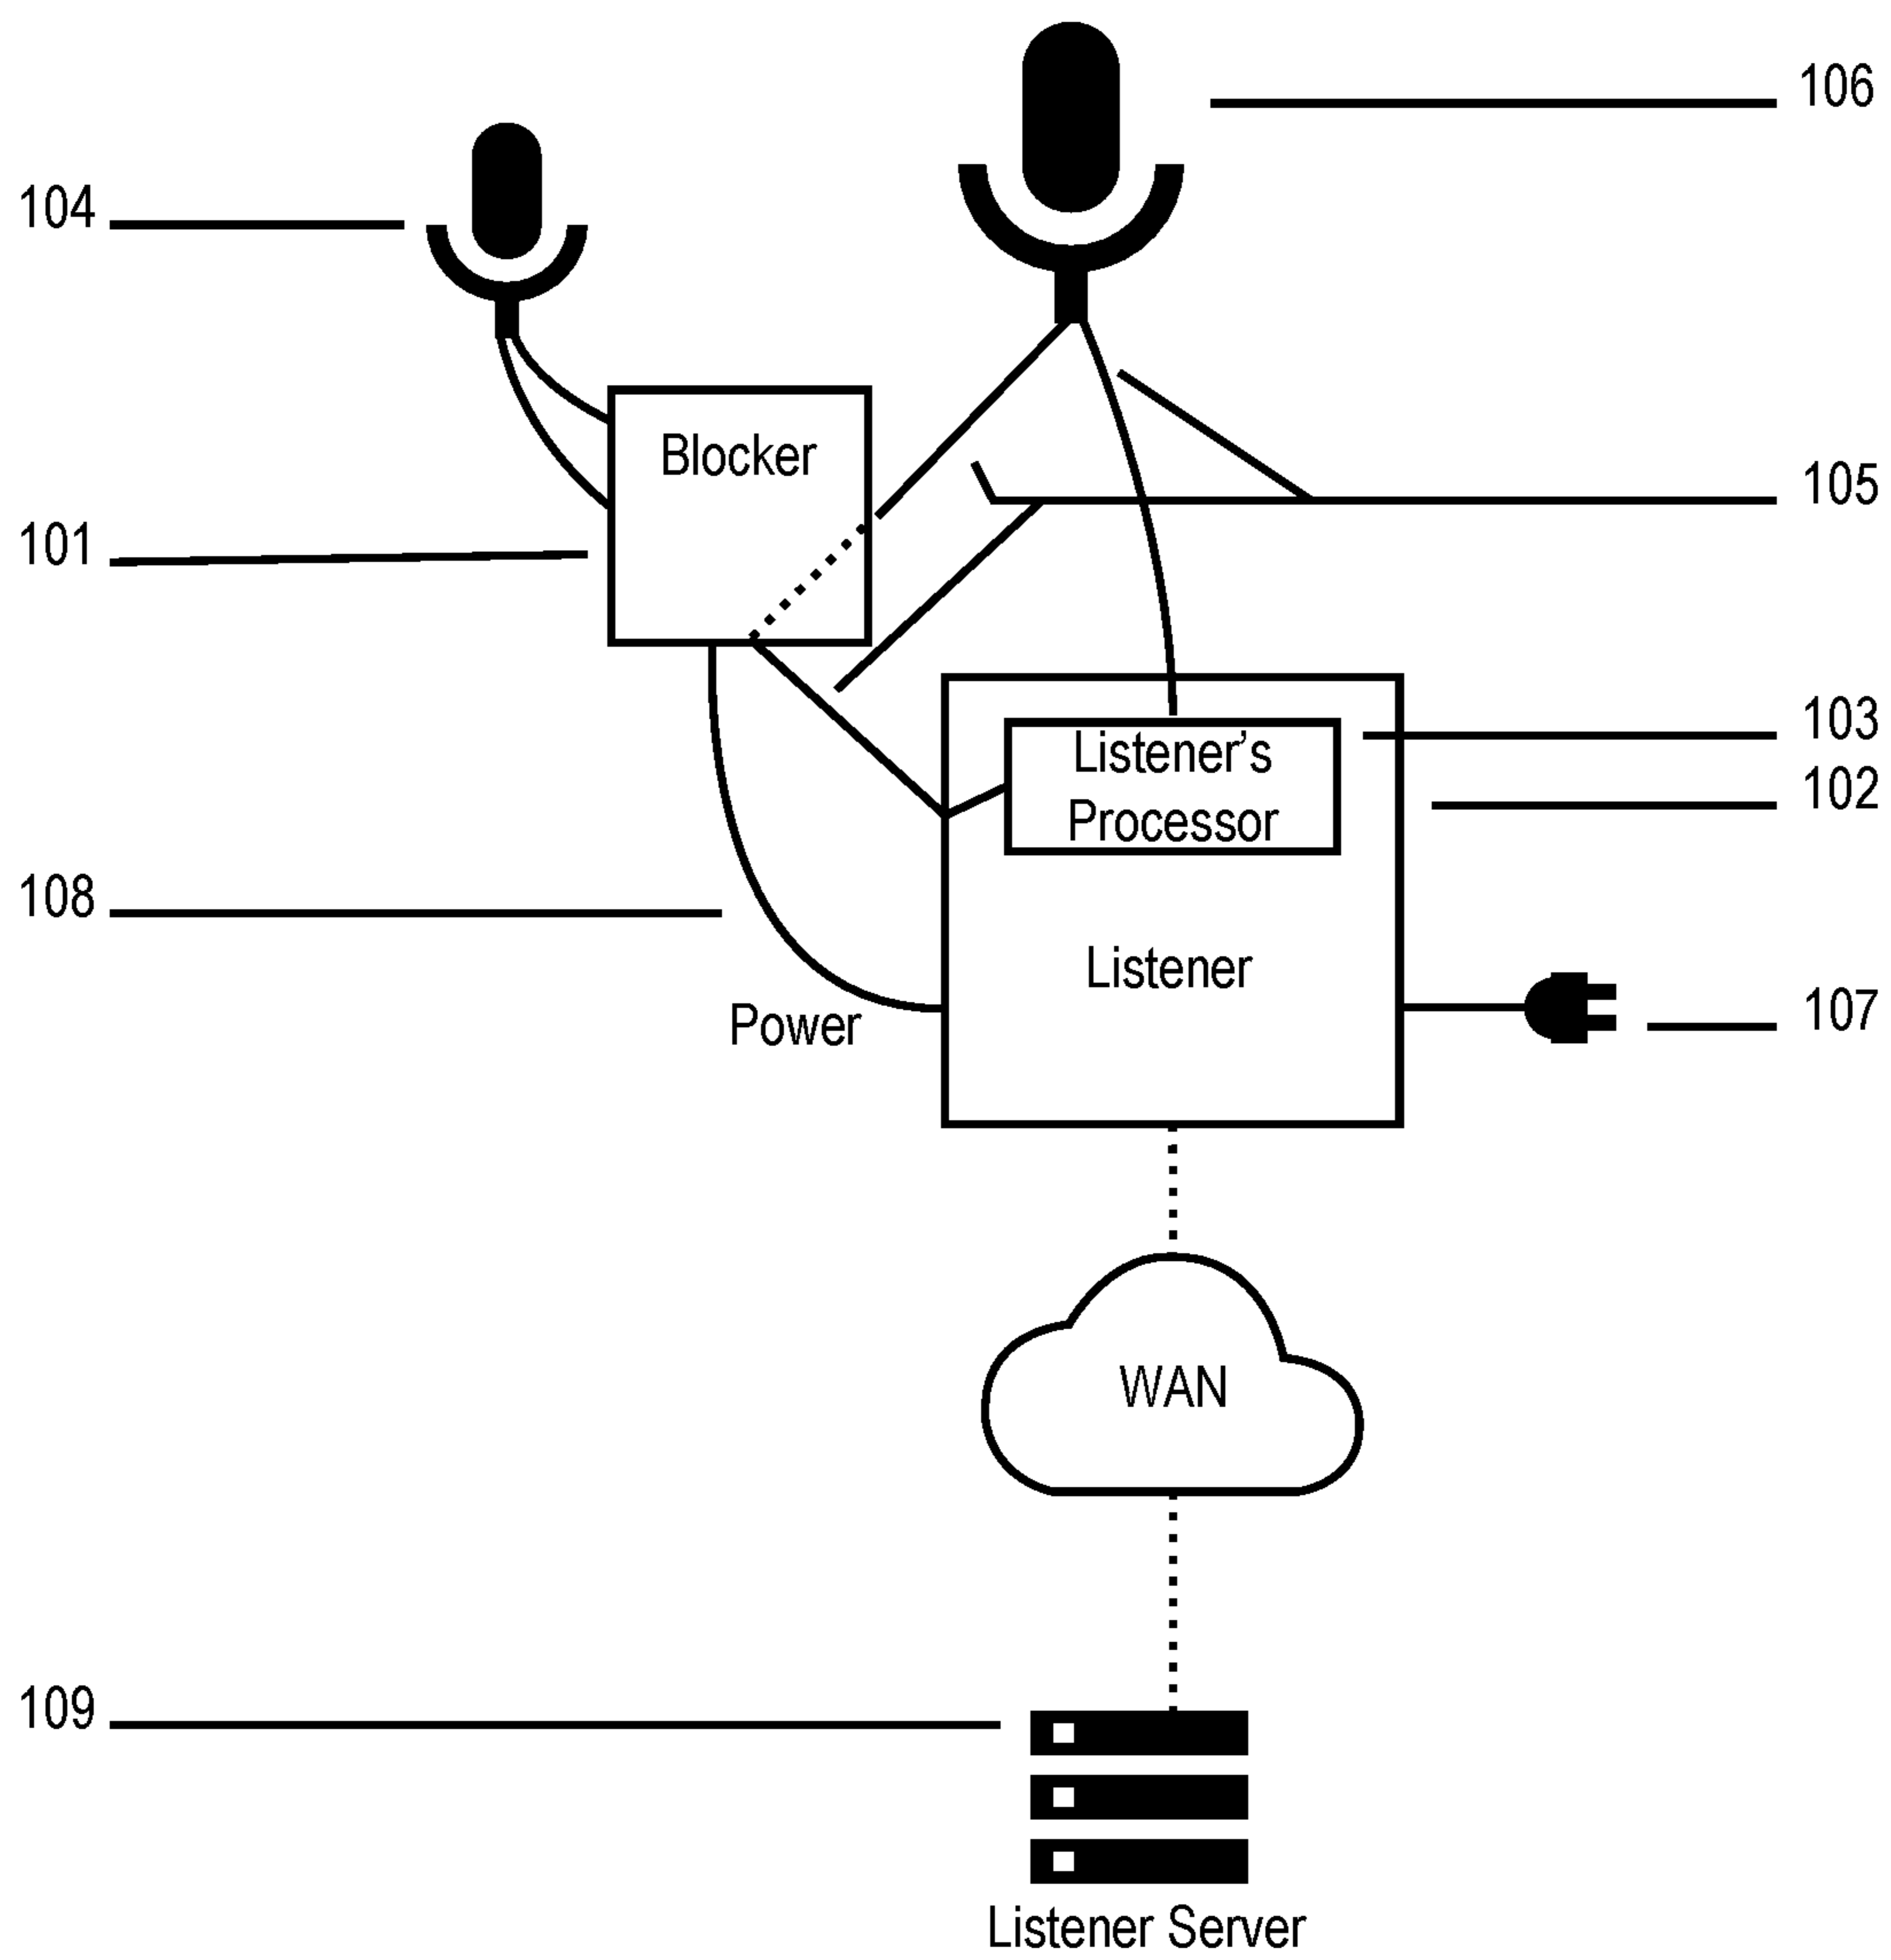 106
104
Blocker
105
101
103
Listener's
Processor
102
108
Listener
107
Power
WAN
109
Listener Server